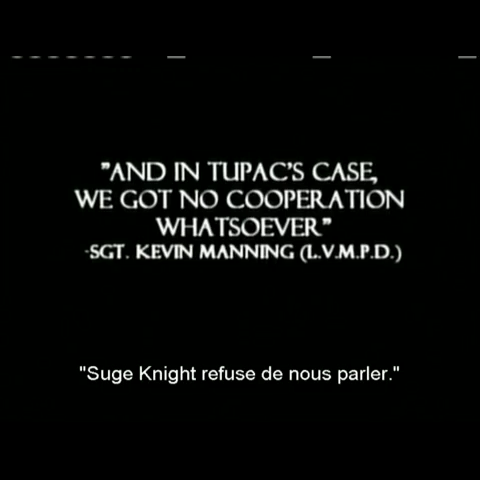 "AND IN TUPAC'S CASE,
WE GOT NO COOPERATION
WHATSOEVER"
-SGT. KEVIN MANNING (L.V.M.P.D.)
"Suge Knight refuse de nous parler."